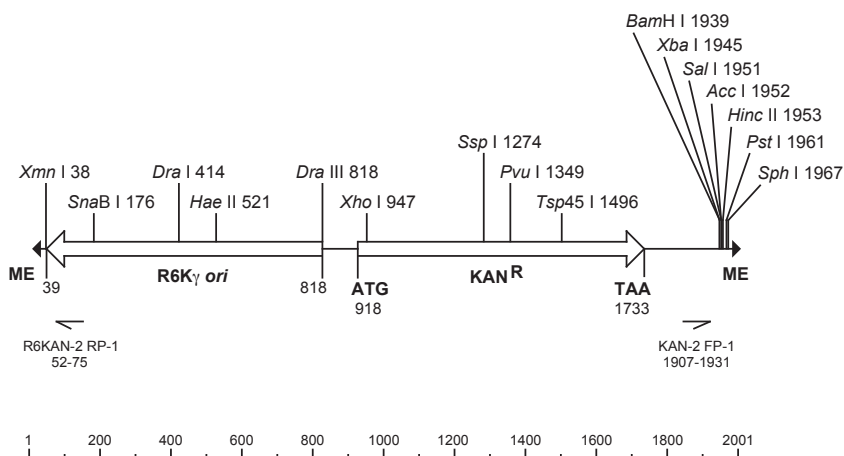 BamH I 1939
Xba I 1945
Sal I 1951
Acc I 1952
Hinc II 1953
Ssp I 1274
Pst I 1961
Xmn I 38
Dra I 414
Dra III 818
Pvu I 1349
Sph I 1967
SnaB I 176
Hae II 521
Xho I 947
Tsp45 I 1496
ME
39
R6Kγ ori
818
ATG
918
KANR
TAA
1733
ME
R6KAN-2 RP-1
52-75
KAN-2 FP-1
1907-1931
1 200 400 600 800 1000 1200 1400 1600 1800 2001